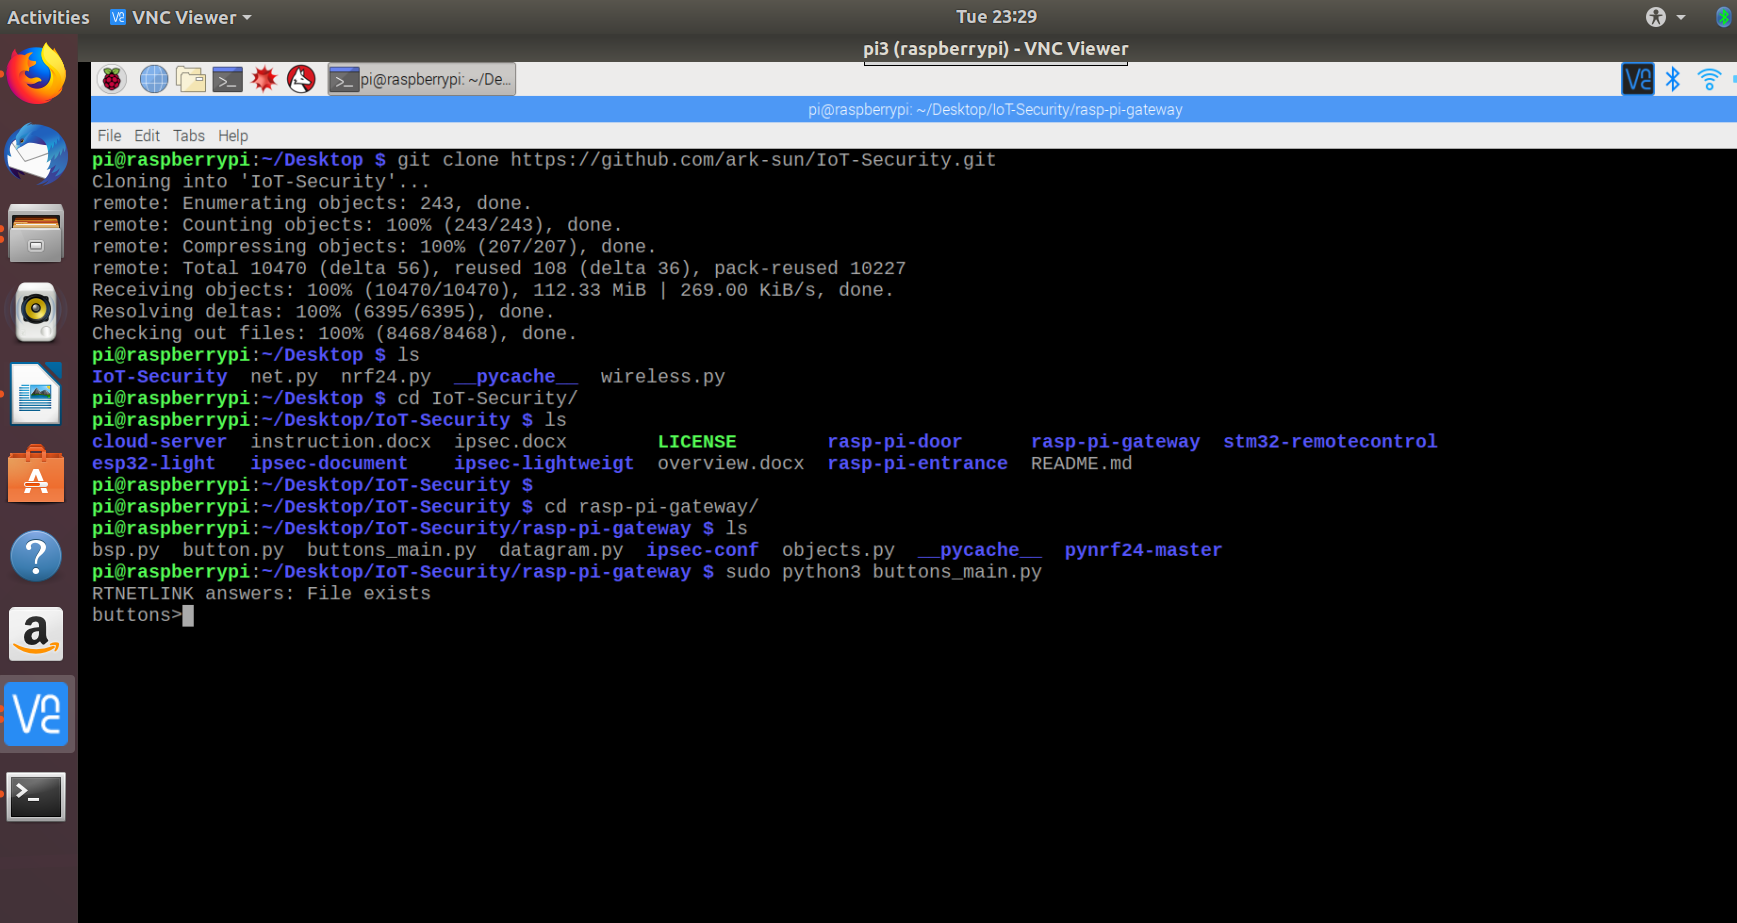 Activities VNC Viewer Tue 23:29
pi3 (raspberrypi) - VNC Viewer
pi@raspberrypi: ~/De...
pi@raspberrypi: ~/Desktop/IoT-Security/rasp-pi-gateway
File Edit Tabs Help
pi@raspberrypi:~/Desktop $ git clone https://github.com/ark-sun/IoT-Security.git
Cloning into 'IoT-Security'...
remote: Enumerating objects: 243, done.
remote: Counting objects: 100% (243/243), done.
remote: Compressing objects: 100% (207/207), done.
remote: Total 10470 (delta 56), reused 108 (delta 36), pack-reused 10227
Receiving objects: 100% (10470/10470), 112.33 MiB | 269.00 KiB/s, done.
Resolving deltas: 100% (6395/6395), done.
Checking out files: 100% (8468/8468), done.
pi@raspberrypi:~/Desktop $ ls
IoT-Security net.py nrf24.py __pycache__ wireless.py
pi@raspberrypi:~/Desktop $ cd IoT-Security/
pi@raspberrypi:~/Desktop/IoT-Security $ ls
cloud-server instruction.docx ipsec.docx LICENSE rasp-pi-door rasp-pi-gateway stm32-remotecontrol
esp32-light ipsec-document ipsec-lightweigt overview.docx rasp-pi-entrance README.md
pi@raspberrypi:~/Desktop/IoT-Security $
pi@raspberrypi:~/Desktop/IoT-Security $ cd rasp-pi-gateway/
pi@raspberrypi:~/Desktop/IoT-Security/rasp-pi-gateway $ ls
bsp.py button.py buttons_main.py datagram.py ipsec-conf objects.py __pycache__ pynrf24-master
pi@raspberrypi:~/Desktop/IoT-Security/rasp-pi-gateway $ sudo python3 buttons_main.py
RTNETLINK answers: File exists
buttons>